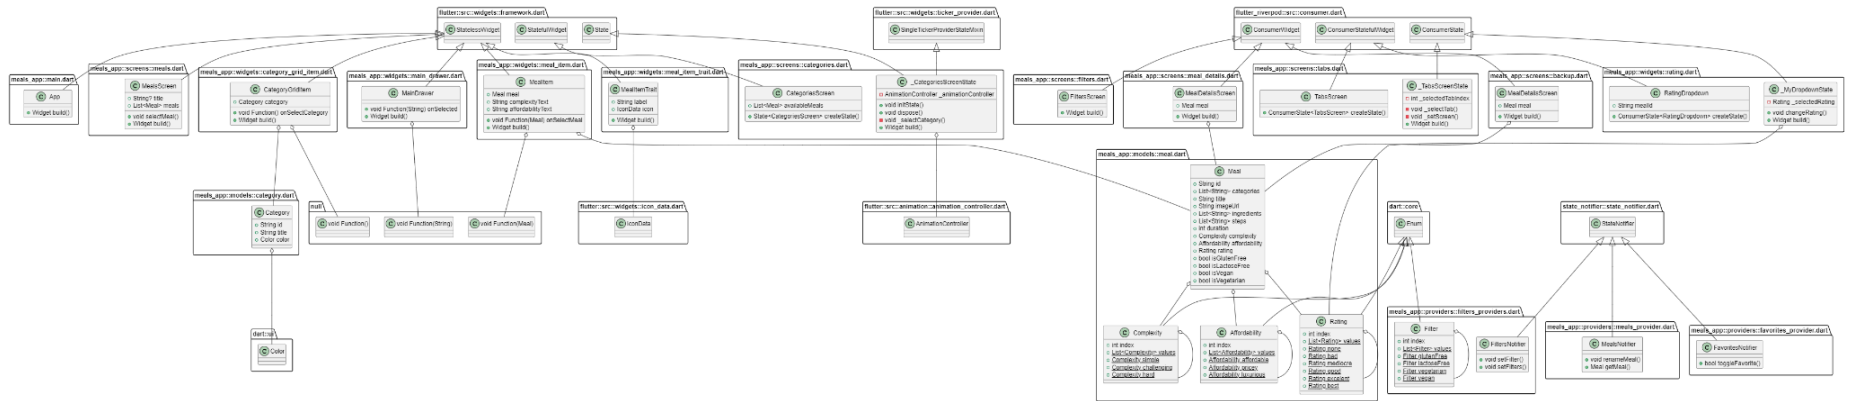 flutter::src::widgets::framework.dart
StatelessWidget
StatefulWidget
State
flutter::src::widgets::ticker_provider.dart
SingleTickerProviderStateMixin
flutter_riverpod::src::consumer.dart
ConsumerWidget
ConsumerStatefulWidget
ConsumerState
meals_app::main.dart
App
Widget build()
meals_app::screens::meals.dart
MealsScreen
String? title
List<Meal> meals
void selectMeal()
Widget build()
meals_app::widgets::category_grid_item.dart
CategoryGridItem
Category category
void Function() onSelectCategory
Widget build()
meals_app::widgets::main_drawer.dart
MainDrawer
void Function(String) onSelected
Widget build()
meals_app::widgets::meal_item.dart
MealItem
Meal meal
String complexityText
String affordabilityText
void Function(Meal) onSelectMeal
Widget build()
meals_app::widgets::meal_item_trait.dart
MealItemTrait
String label
IconData icon
Widget build()
meals_app::screens::categories.dart
CategoriesScreen
List<Meal> availableMeals
State<CategoriesScreen> createState()
_CategoriesScreenState
AnimationController _animationController
void initState()
void dispose()
void _selectCategory()
Widget build()
meals_app::screens::filters.dart
FiltersScreen
Widget build()
meals_app::screens::meal_details.dart
MealDetailsScreen
Meal meal
Widget build()
meals_app::screens::tabs.dart
TabsScreen
ConsumerState<TabsScreen> createState()
_TabsScreenState
int _selectedTabIndex
void _selectTab()
void _setScreen()
Widget build()
meals_app::screens::backup.dart
MealDetailsScreen
Meal meal
Widget build()
meals_app::widgets::rating.dart
RatingDropdown
String mealId
ConsumerState<RatingDropdown> createState()
_MyDropdownState
Rating _selectedRating
void changeRating()
Widget build()
meals_app::models::category.dart
Category
String id
String title
Color color
null
void Function()
void Function(String)
void Function(Meal)
flutter::src::widgets::icon_data.dart
IconData
flutter::src::animation::animation_controller.dart
AnimationController
meals_app::models::meal.dart
Meal
String id
List<String> categories
String title
String imageUrl
List<String> ingredients
List<String> steps
int duration
Complexity complexity
Affordability affordability
Rating rating
bool isGlutenFree
bool isLactoseFree
bool isVegan
bool isVegetarian
dart::core
Enum
state_notifier::state_notifier.dart
StateNotifier
dart::ui
Color
Complexity
int index
List<Complexity> values
Complexity simple
Complexity challenging
Complexity hard
Affordability
int index
List<Affordability> values
Affordability affordable
Affordability pricey
Affordability luxurious
Rating
int index
List<Rating> values
Rating none
Rating bad
Rating mediocre
Rating good
Rating excelent
Rating best
meals_app::providers::filters_providers.dart
Filter
int index
List<Filter> values
Filter glutenFree
Filter lactoseFree
Filter vegetarian
Filter vegan
FiltersNotifier
void setFilter()
void setFilters()
meals_app::providers::meals_provider.dart
MealsNotifier
void renameMeal()
Meal getMeal()
meals_app::providers::favorites_provider.dart
FavoritesNotifier
bool toggleFavorite()